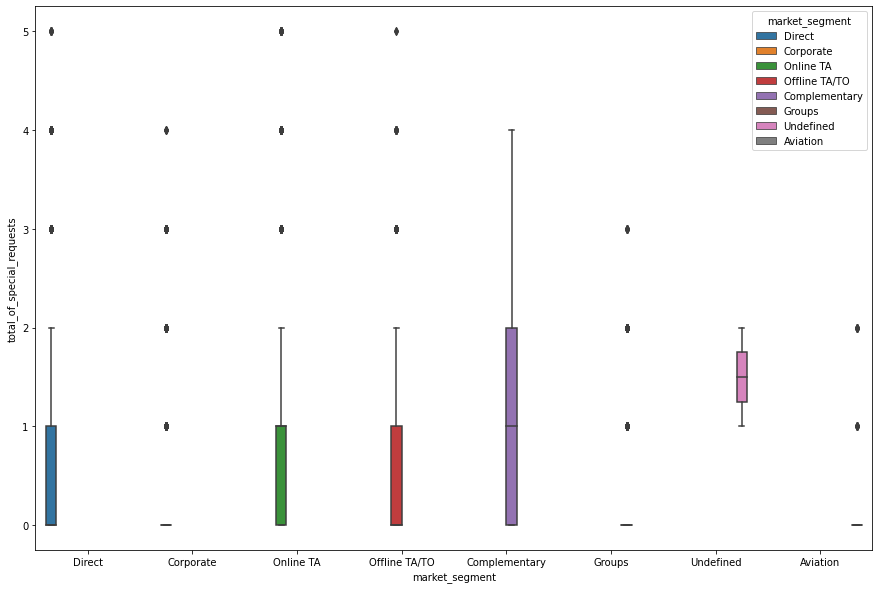 market_segment
Direct
Corporate
Online TA
Offline TA/TO
Complementary
Groups
Undefined
Aviation
5
4
3
2
1
0
total_of_special_requests
Direct Corporate Online TA Offline TA/TO Complementary Groups Undefined Aviation
market_segment